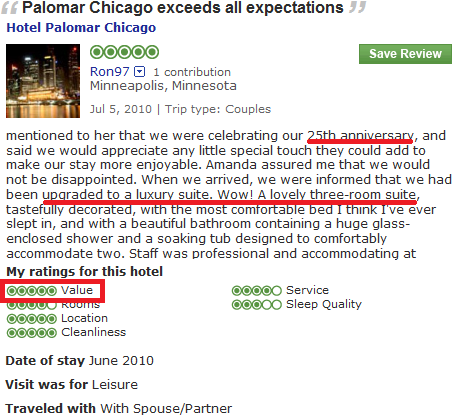 “ Palomar Chicago exceeds all expectations ”
Hotel Palomar Chicago
Save Review
Ron97 1 contribution
Minneapolis, Minnesota
Jul 5, 2010 | Trip type: Couples
mentioned to her that we were celebrating our 25th anniversary, and
said we would appreciate any little special touch they could add to
make our stay more enjoyable. Amanda assured me that we would
not be disappointed. When we arrived, we were informed that we had
been upgraded to a luxury suite. Wow! A lovely three-room suite,
tastefully decorated, with the most comfortable bed I think I've ever
slept in, and with a beautiful bathroom containing a huge glass-
enclosed shower and a soaking tub designed to comfortably
accommodate two. Staff was professional and accommodating at
My ratings for this hotel
Value Service
Rooms Sleep Quality
Location
Cleanliness
Date of stay June 2010
Visit was for Leisure
Traveled with With Spouse/Partner